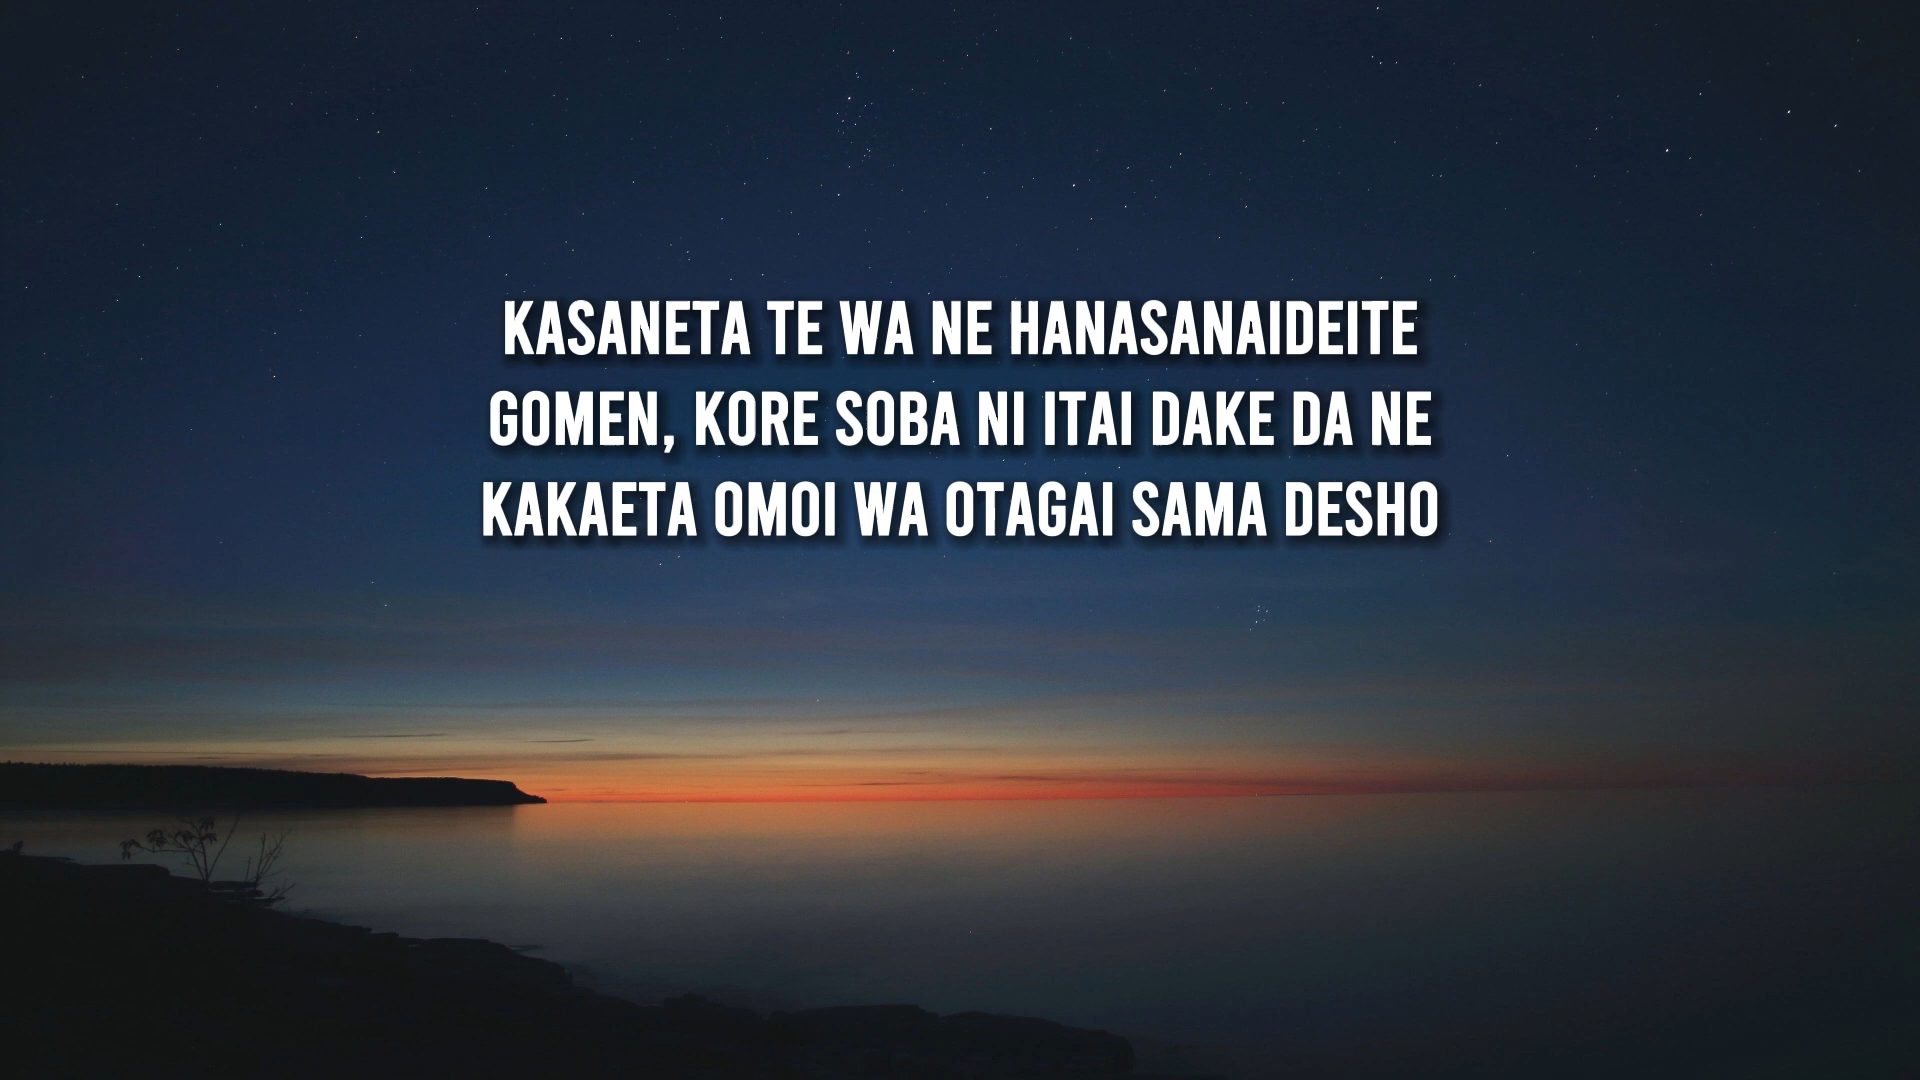 KASANETA TE WA NE HANASANAIDEITE
GOMEN, KORE SOBA NI ITAI DAKE DA NE
KAKAETA OMOI WA OTAGAI SAMA DESHO